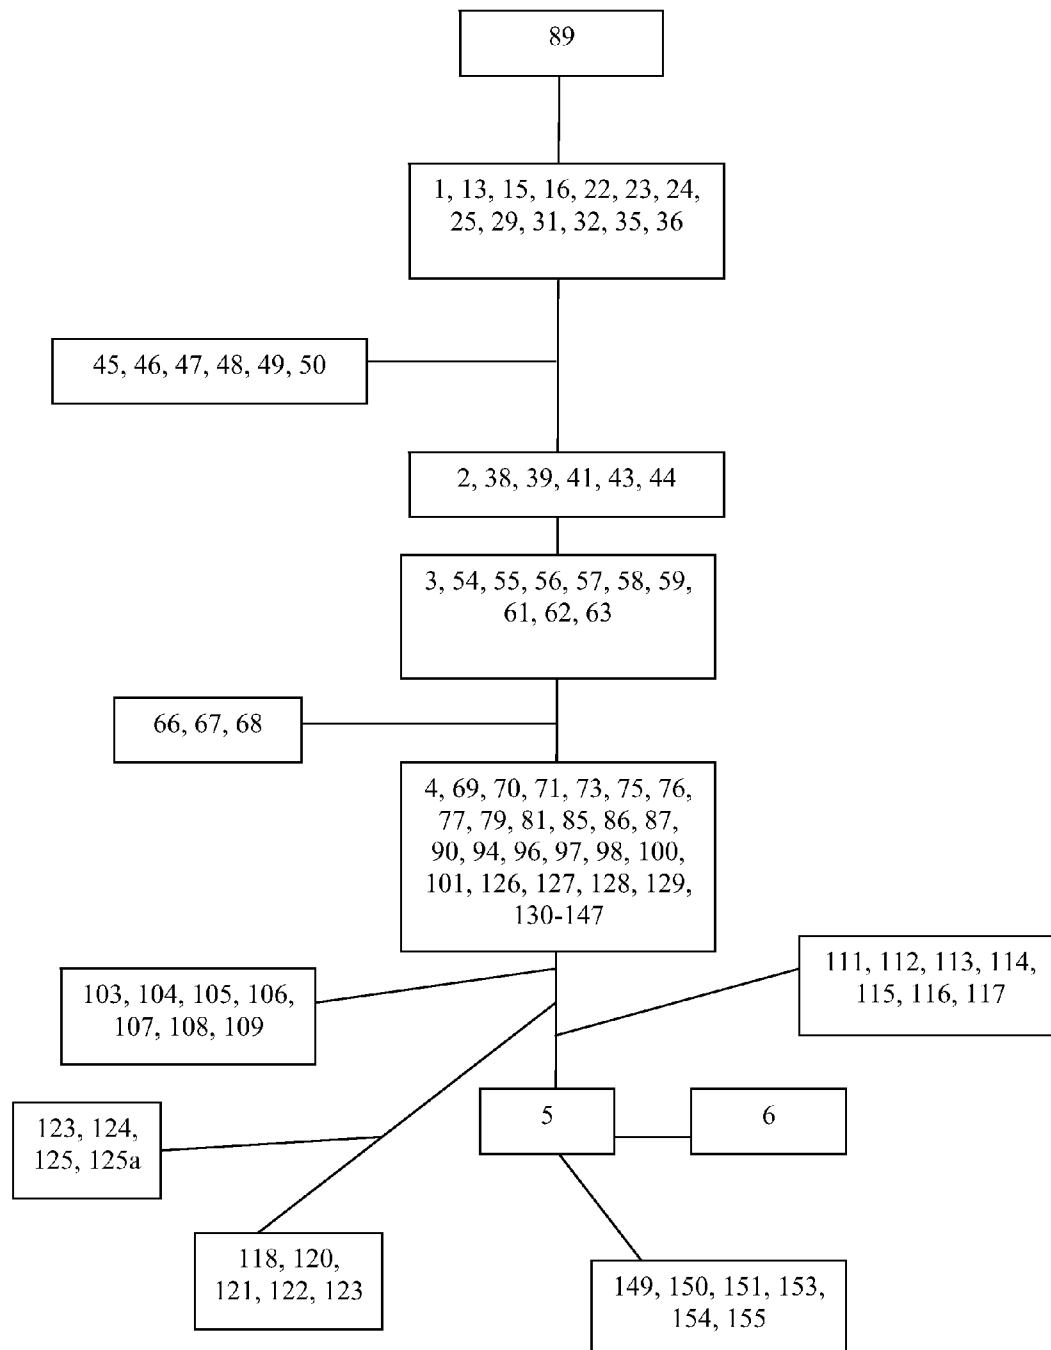 89
1, 13, 15, 16, 22, 23, 24,
25, 29, 31, 32, 35, 36
45, 46, 47, 48, 49, 50
2, 38, 39, 41, 43, 44
3, 54, 55, 56, 57, 58, 59,
61, 62, 63
66, 67, 68
4, 69, 70, 71, 73, 75, 76,
77, 79, 81, 85, 86, 87,
90, 94, 96, 97, 98, 100,
101, 126, 127, 128, 129,
130-147
111, 112, 113, 114,
115, 116, 117
103, 104, 105, 106,
107, 108, 109
5
6
123, 124,
125, 125a
118, 120,
121, 122, 123
149, 150, 151, 153,
154, 155